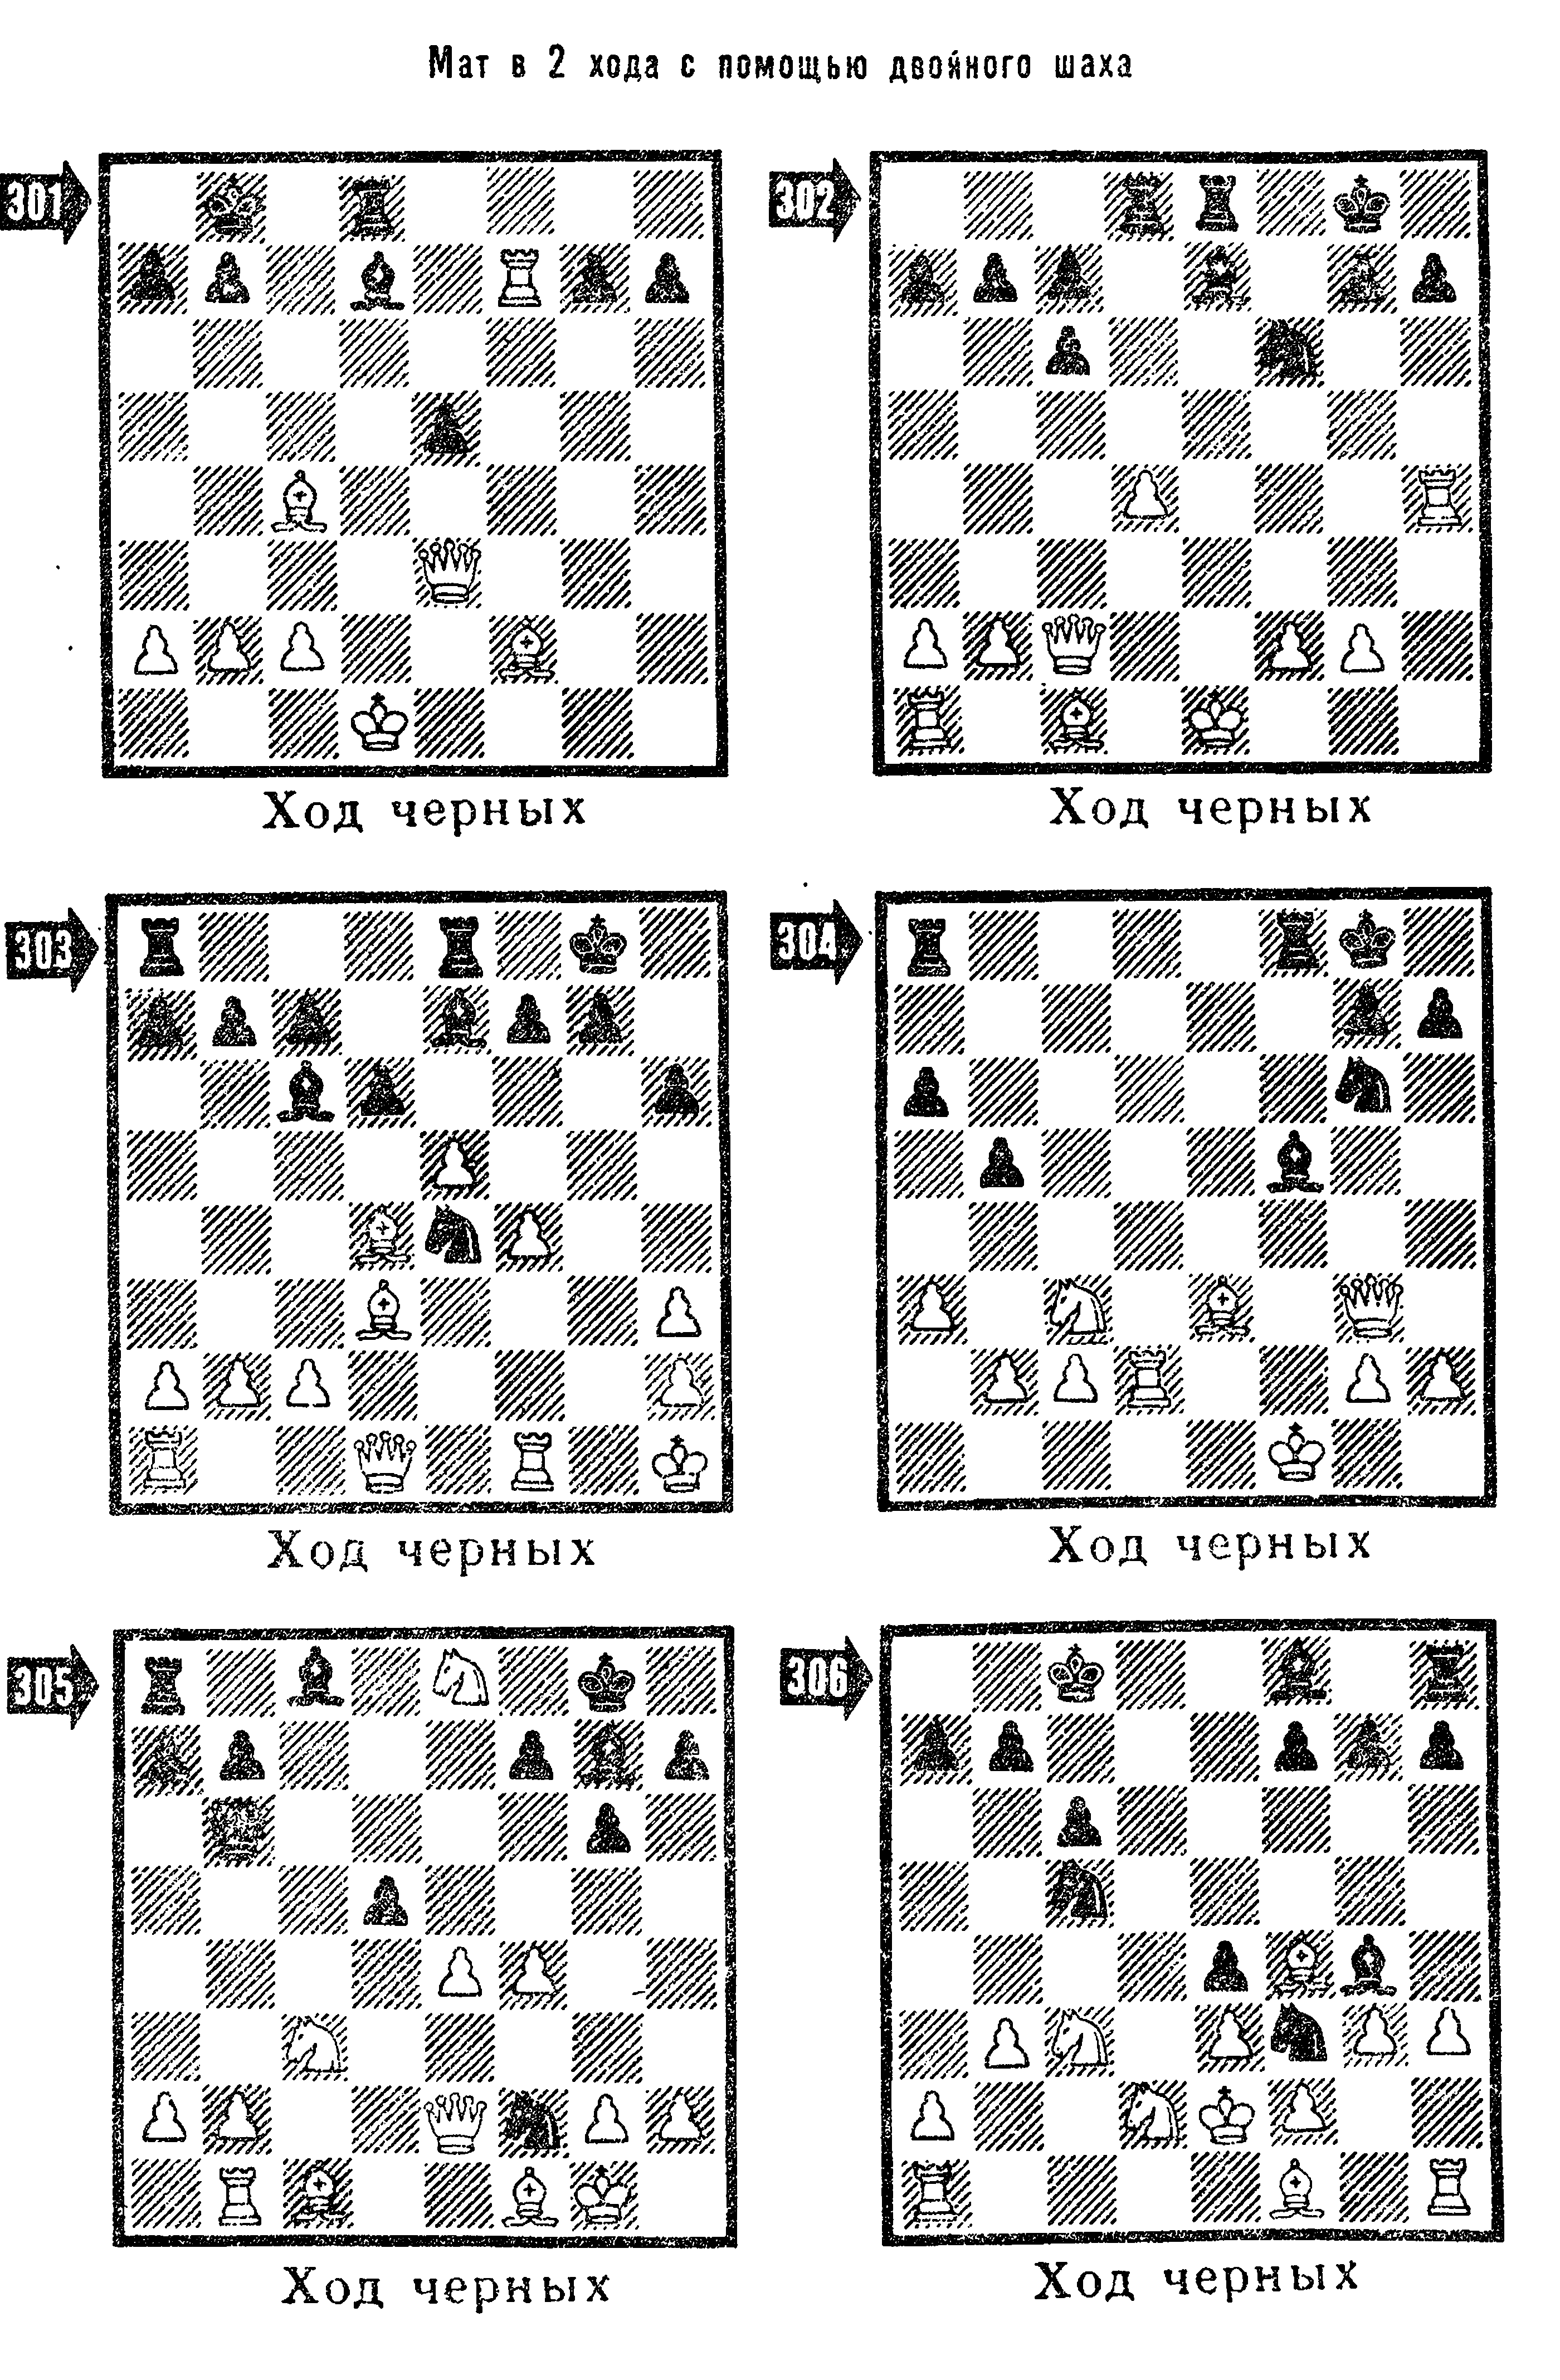 Мат в 2 хода с помощью двойного шаха
301
302
Ход черных
Ход черных
303
304
Ход черных
Ход черных
305
306
Ход черных
Ход черных